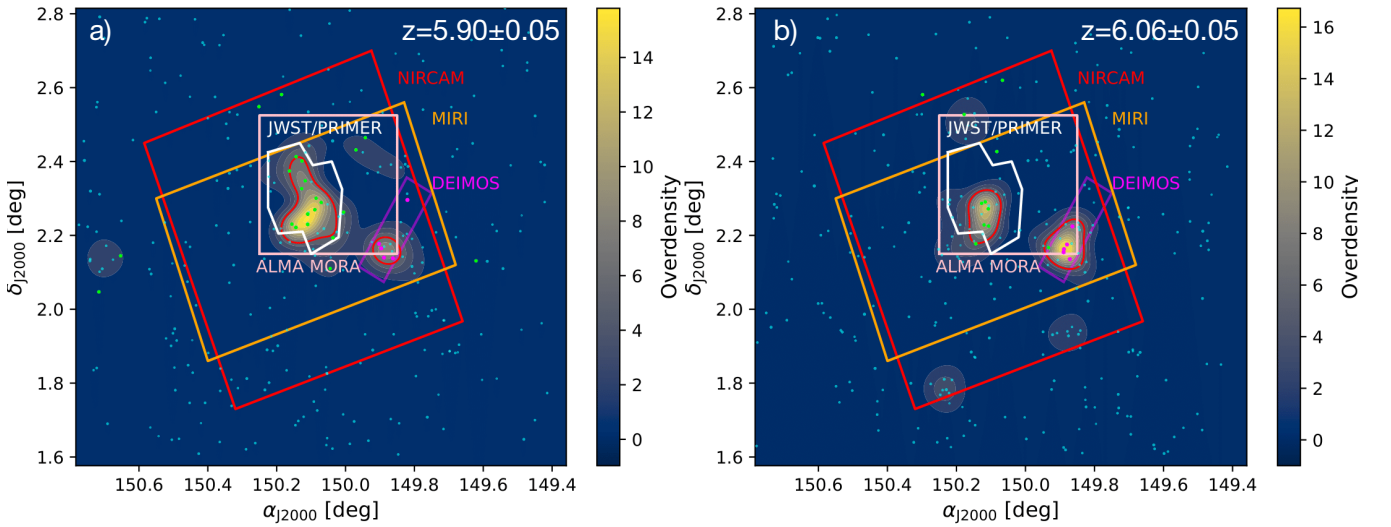 a)
z=5.90±0.05
NIRCAM
MIRI
JWST/PRIMER
DEIMOS
ALMA MORA
2.8
2.6
2.4
2.2
2.0
1.8
1.6
δJ2000 [deg]
150.6
150.4
150.2
150.0
149.8
149.6
149.4
αJ2000 [deg]
14
12
10
8
6
4
2
0
Overdensity
b)
z=6.06±0.05
NIRCAM
MIRI
JWST/PRIMER
DEIMOS
ALMA MORA
2.8
2.6
2.4
2.2
2.0
1.8
1.6
δJ2000 [deg]
150.6
150.4
150.2
150.0
149.8
149.6
149.4
αJ2000 [deg]
16
14
12
10
8
6
4
2
0
Overdensity